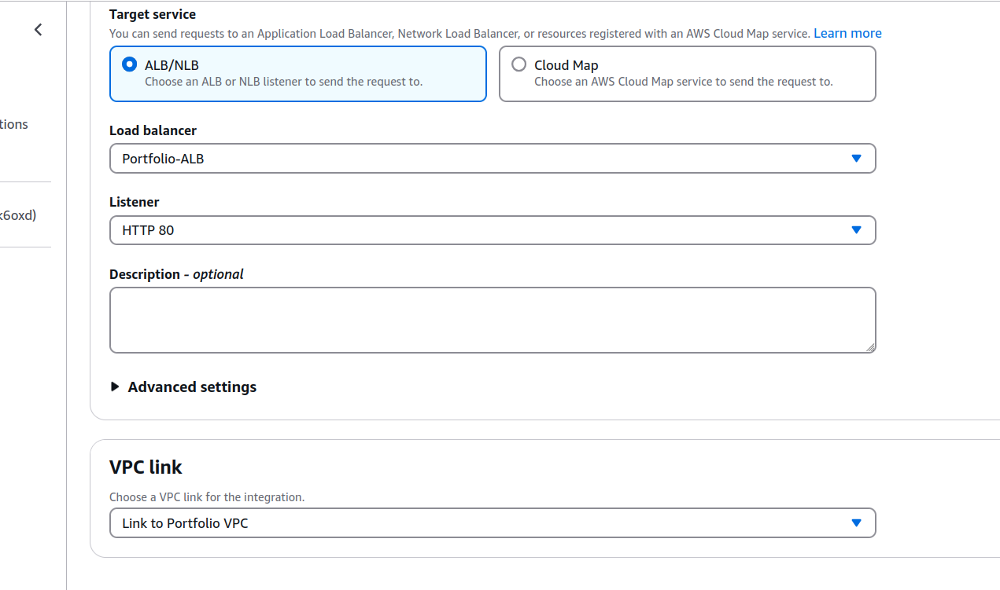 Target service
You can send requests to an Application Load Balancer, Network Load Balancer, or resources registered with an AWS Cloud Map service. Learn more
ALB/NLB
Choose an ALB or NLB listener to send the request to.
Cloud Map
Choose an AWS Cloud Map service to send the request to.
tions
Load balancer
Portfolio-ALB
Listener
k6oxd)
HTTP 80
Description - optional
Advanced settings
VPC link
Choose a VPC link for the integration.
Link to Portfolio VPC